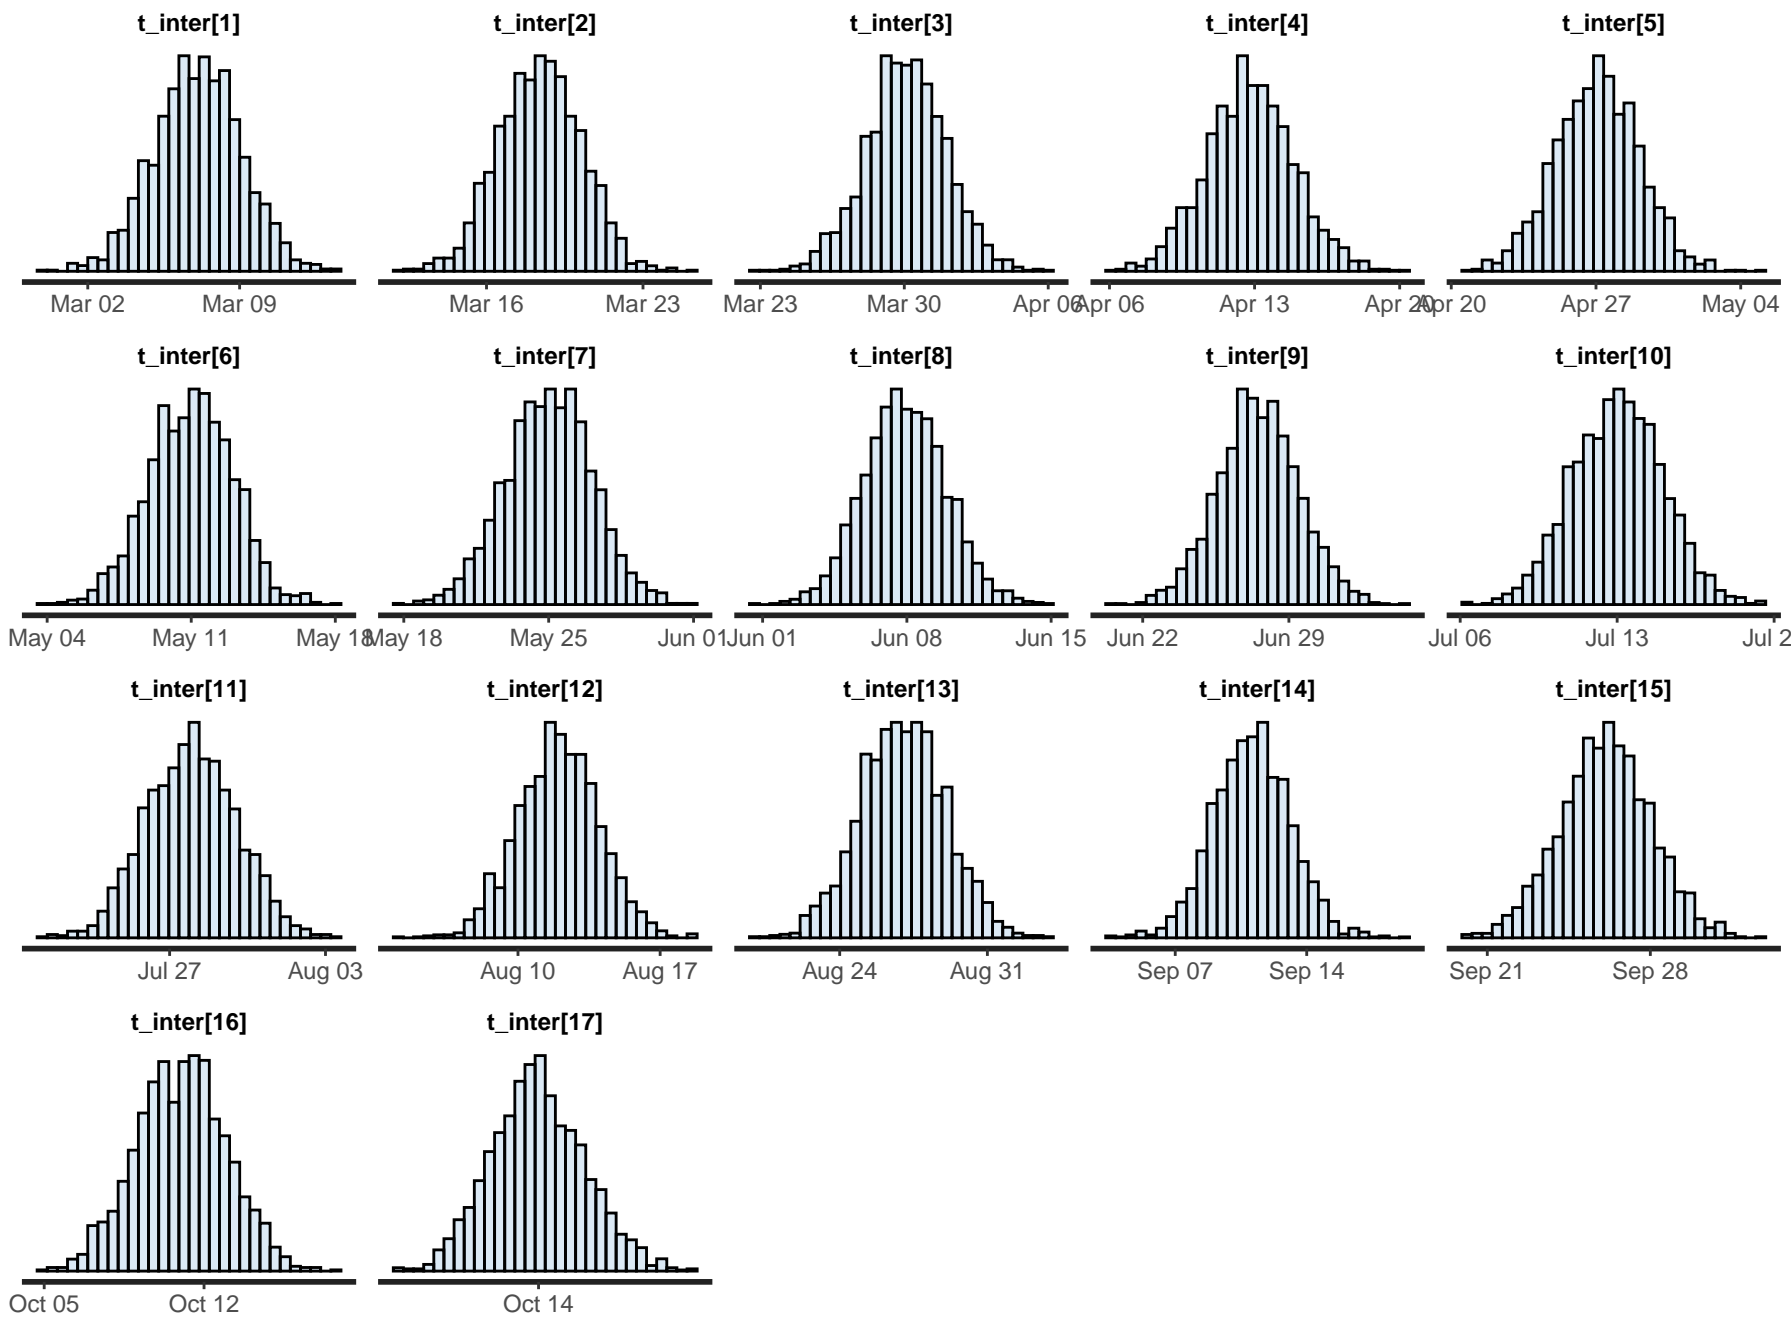 t_inter[1] t_inter[2] t_inter[3] t_inter[4] t_inter[5]
Mar 02 Mar 09 Mar 16 Mar 23 Mar 23 Mar 30 Apr 06 Apr 06 Apr 13 Apr 20 Apr 20 Apr 27 May 04
t_inter[6] t_inter[7] t_inter[8] t_inter[9] t_inter[10]
May 04 May 11 May 18 May 18 May 25 Jun 01 Jun 01 Jun 08 Jun 15 Jun 22 Jun 29 Jul 06 Jul 13 Jul 2
t_inter[11] t_inter[12] t_inter[13] t_inter[14] t_inter[15]
Jul 27 Aug 03 Aug 10 Aug 17 Aug 24 Aug 31 Sep 07 Sep 14 Sep 21 Sep 28
t_inter[16] t_inter[17]
Oct 05 Oct 12 Oct 14